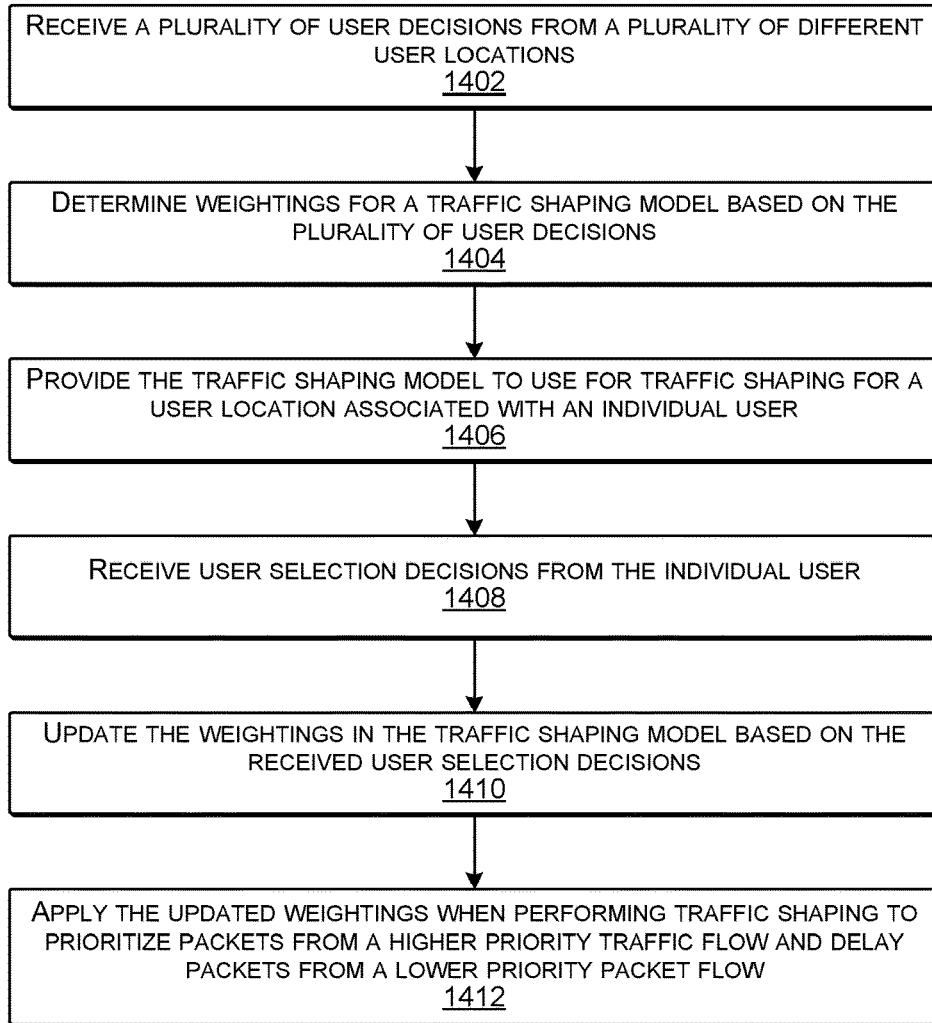 RECEIVE A PLURALITY OF USER DECISIONS FROM A PLURALITY OF DIFFERENT
USER LOCATIONS
1402
DETERMINE WEIGHTINGS FOR A TRAFFIC SHAPING MODEL BASED ON THE
PLURALITY OF USER DECISIONS
1404
PROVIDE THE TRAFFIC SHAPING MODEL TO USE FOR TRAFFIC SHAPING FOR A
USER LOCATION ASSOCIATED WITH AN INDIVIDUAL USER
1406
RECEIVE USER SELECTION DECISIONS FROM THE INDIVIDUAL USER
1408
UPDATE THE WEIGHTINGS IN THE TRAFFIC SHAPING MODEL BASED ON THE
RECEIVED USER SELECTION DECISIONS
1410
APPLY THE UPDATED WEIGHTINGS WHEN PERFORMING TRAFFIC SHAPING TO
PRIORITIZE PACKETS FROM A HIGHER PRIORITY TRAFFIC FLOW AND DELAY
PACKETS FROM A LOWER PRIORITY PACKET FLOW
1412